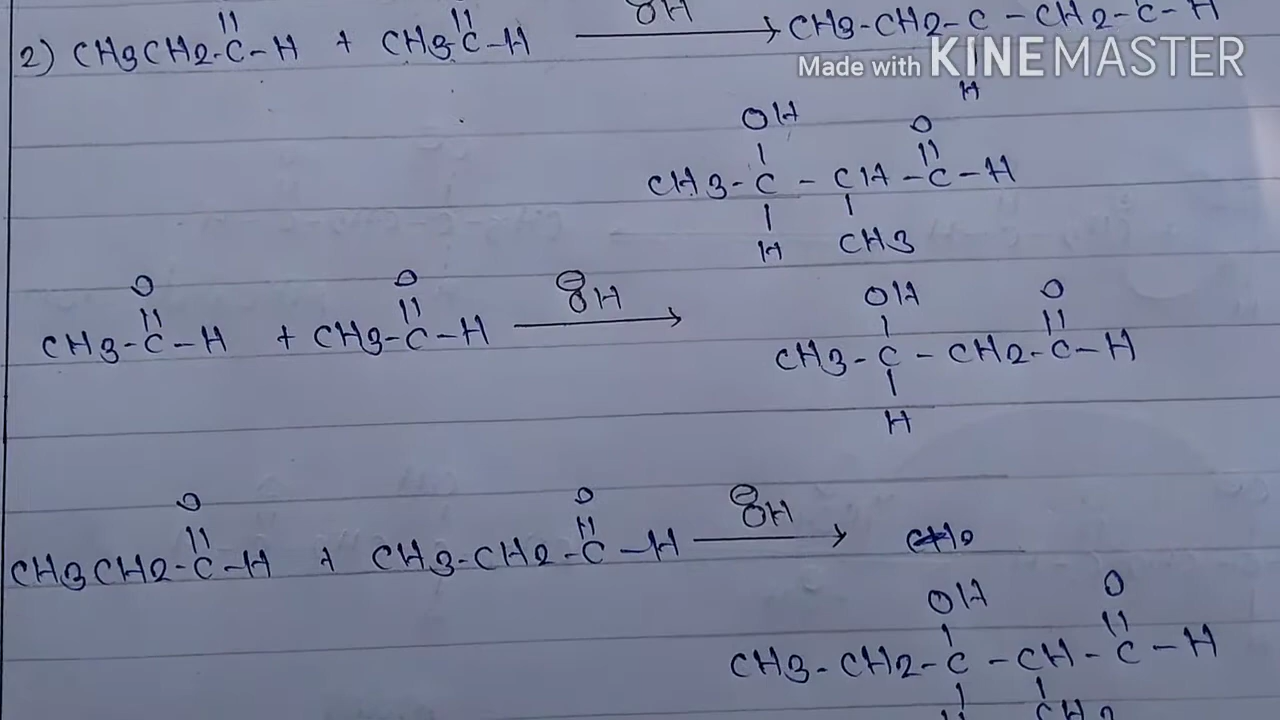 2) CH3CH2-C-H + CH3-C-H OH → CH3-CH2-C-CH2-C-H
Made with KINEMASTER
H
OH O
CH3-C-CH-C-H
H CH3
O O ⊖OH OH O
CH3-C-H + CH3-C-H → CH3-C-CH2-C-H
H
O O ⊖OH
CH3CH2-C-H + CH3-CH2-C-H →
OH O
CH3-CH2-C-CH-C-H